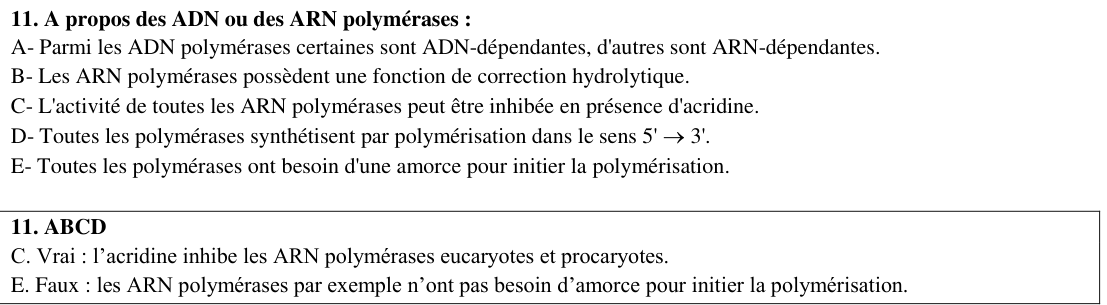 11. A propos des ADN ou des ARN polymérases :
A- Parmi les ADN polymérases certaines sont ADN-dépendantes, d'autres sont ARN-dépendantes.
B- Les ARN polymérases possèdent une fonction de correction hydrolytique.
C- L'activité de toutes les ARN polymérases peut être inhibée en présence d'acridine.
D- Toutes les polymérases synthétisent par polymérisation dans le sens 5' → 3'.
E- Toutes les polymérases ont besoin d'une amorce pour initier la polymérisation.
11. ABCD
C. Vrai : l’acridine inhibe les ARN polymérases eucaryotes et procaryotes.
E. Faux : les ARN polymérases par exemple n’ont pas besoin d’amorce pour initier la polymérisation.